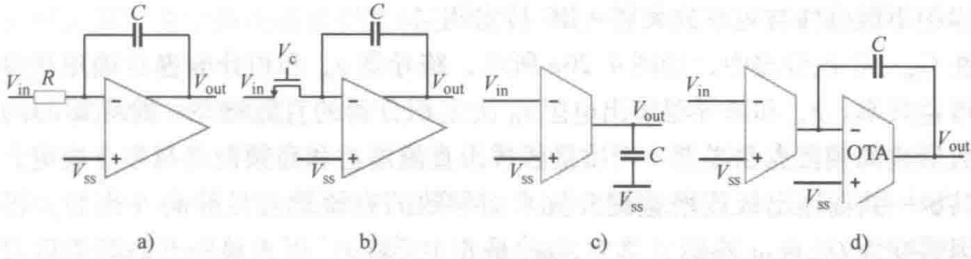 C
V_in
R
V_out
V_SS
a)
C
V_c
V_in
V_out
V_SS
b)
V_in
V_out
C
V_SS
V_SS
c)
C
V_in
OTA
V_out
V_SS
V_SS
d)